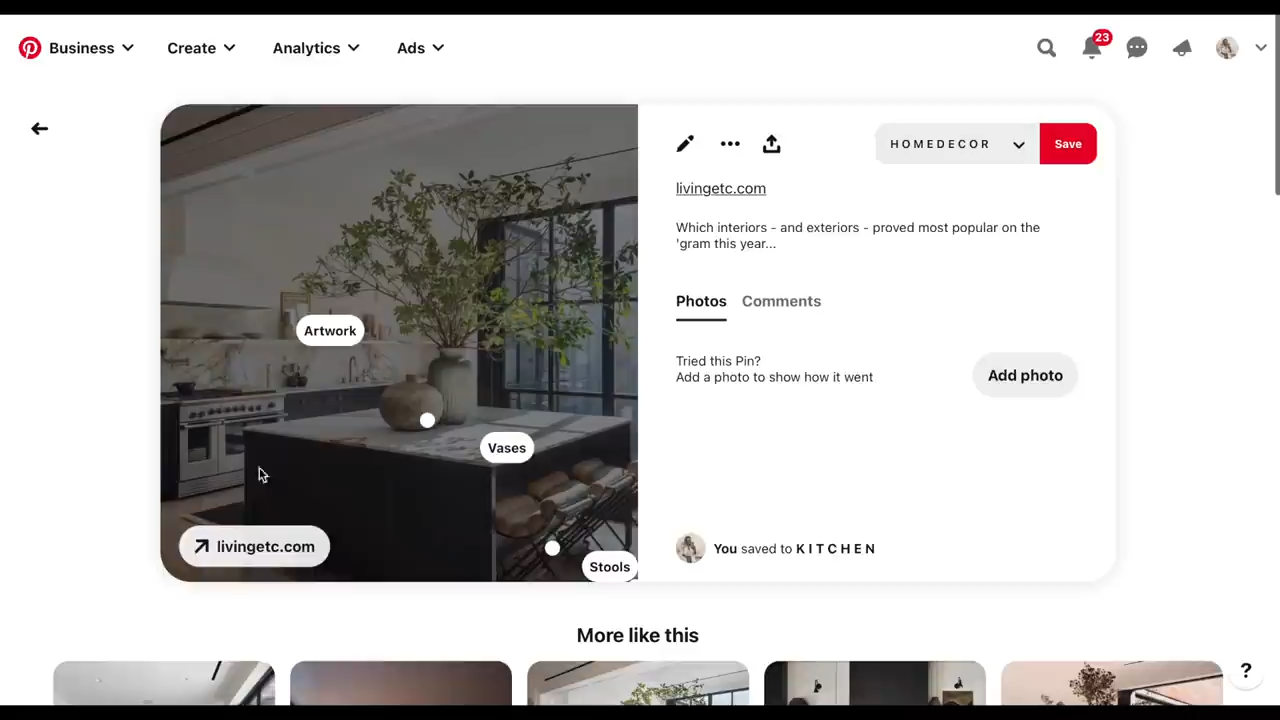 Business
Create
Analytics
Ads
23
HOMEDECOR
Save
livingetc.com
Which interiors - and exteriors - proved most popular on the
'gram this year...
Photos
Comments
Tried this Pin?
Add a photo to show how it went
Add photo
Artwork
Vases
livingetc.com
Stools
You saved to KITCHEN
More like this
?